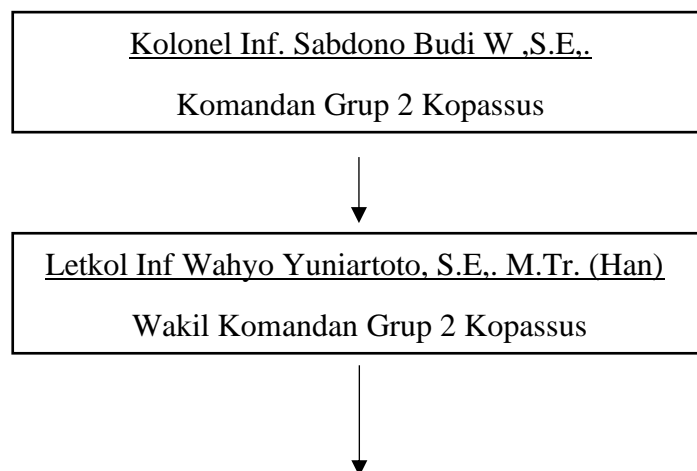 Kolonel Inf. Sabdono Budi W ,S.E,.
Komandan Grup 2 Kopassus
Letkol Inf Wahyo Yuniartoto, S.E,. M.Tr. (Han)
Wakil Komandan Grup 2 Kopassus